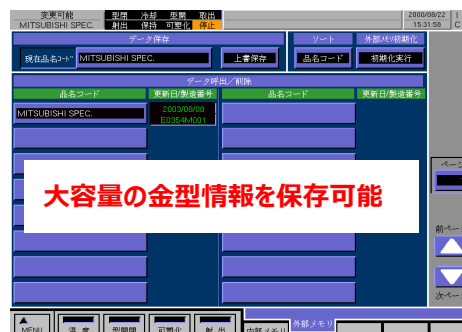 変更可能 型閉 冷却 型開 取出 2000/08/22 1
MITSUBISHI SPEC. 射出 保持 可塑化 停止 15:31:58 C
データ保存 ソート 外部メモリ初期化
現在品名コード MITSUBISHI SPEC. 上書保存 品名コード 初期化実行
データ呼出/削除
品名コード 更新日/製造番号 品名コード 更新日/製造番号
MITSUBISHI SPEC. 2003/08/08
E0354M001
大容量の金型情報を保存可能
ページ
前ページ
次ページ
MENU 温度 型開閉 可塑化 射出 内部メモリ 外部メモリ